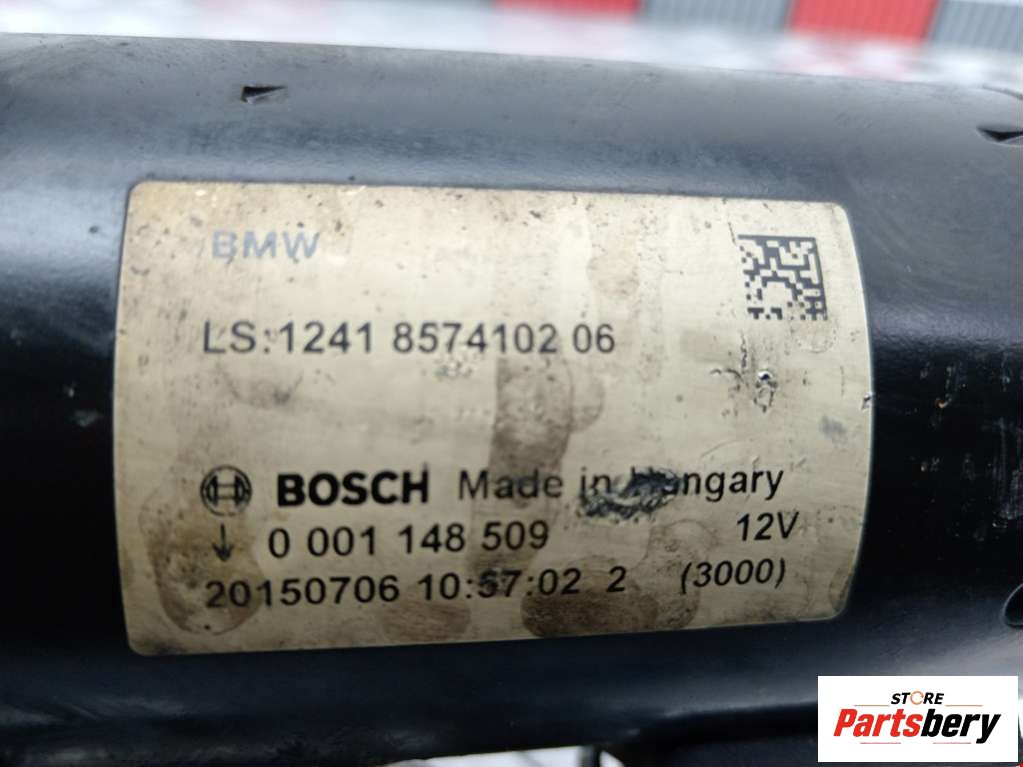 BMW
LS:1241 8574102 06
BOSCH Made in Hungary
0 001 148 509 12V
20150706 10:57:02 2 (3000)
STORE
Partsbery